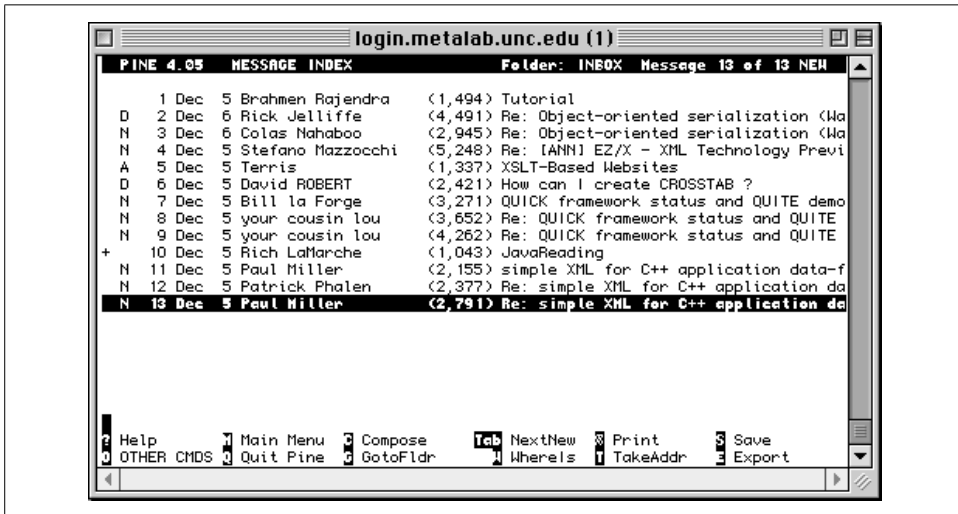 login.metalab.unc.edu (1)
PINE 4.05 MESSAGE INDEX Folder: INBOX Message 13 of 13 NEW
1 Dec 5 Brahmen Rajendra (1,494) Tutorial
D 2 Dec 6 Rick Jelliffe (4,491) Re: Object-oriented serialization (Wa
N 3 Dec 6 Colas Nahaboo (2,945) Re: Object-oriented serialization (Wa
N 4 Dec 5 Stefano Mazzocchi (5,248) Re: [ANN] EZ/X - XML Technology Previ
A 5 Dec 5 Terris (1,337) XSLT-Based Websites
D 6 Dec 5 David ROBERT (2,421) How can I create CROSSTAB ?
N 7 Dec 5 Bill la Forge (3,271) QUICK framework status and QUITE demo
N 8 Dec 5 your cousin lou (3,652) Re: QUICK framework status and QUITE
N 9 Dec 5 your cousin lou (4,262) Re: QUICK framework status and QUITE
+ 10 Dec 5 Rich LaMarche (1,043) JavaReading
N 11 Dec 5 Paul Miller (2,155) simple XML for C++ application data-f
N 12 Dec 5 Patrick Phalen (2,377) Re: simple XML for C++ application da
N 13 Dec 5 Paul Miller (2,791) Re: simple XML for C++ application da
? Help M Main Menu C Compose Tab NextNew % Print S Save
O OTHER CMDS Q Quit Pine G GotoFldr W WhereIs T TakeAddr E Export